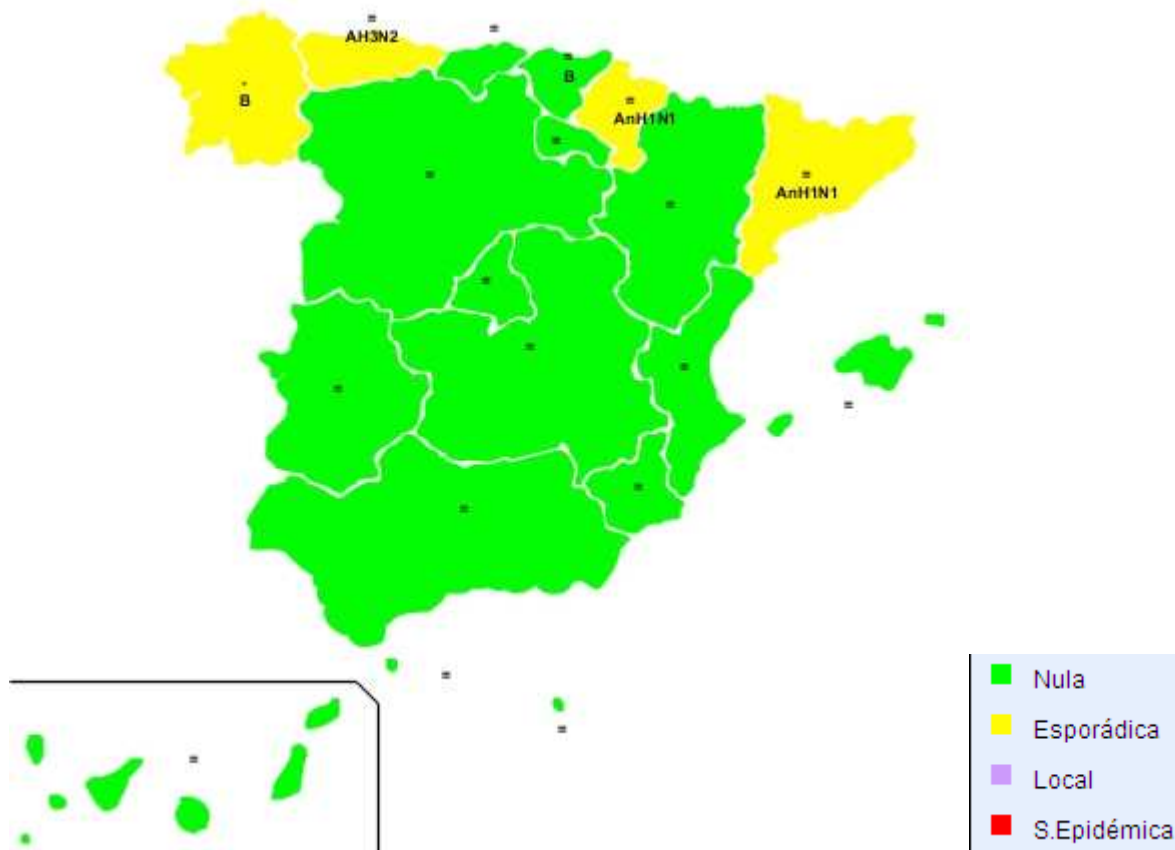 =
AH3N2
=
=
B
-
B
=
AnH1N1
=
=
=
AnH1N1
=
=
=
=
=
=
=
=
=
=
=
Nula
Esporádica
Local
S.Epidémica